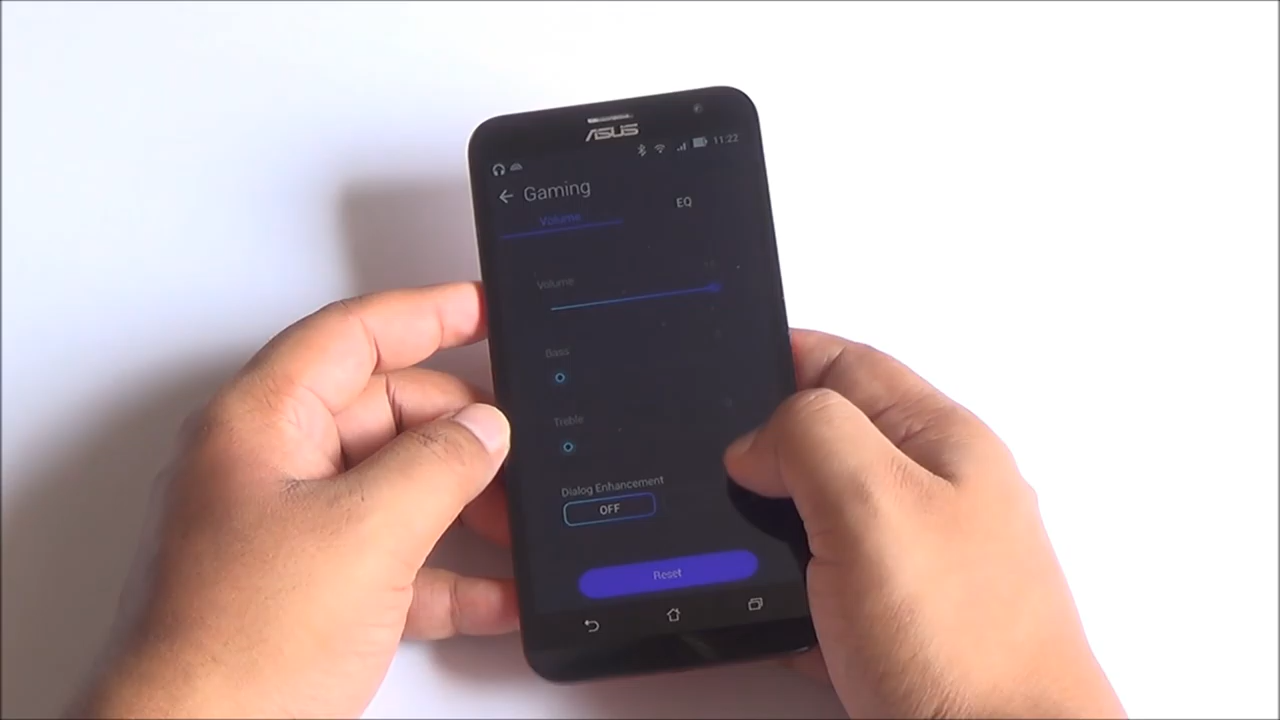 ASUS
11:22
Gaming
Volume
EQ
Volume
Bass
Treble
Dialog Enhancement
OFF
Reset